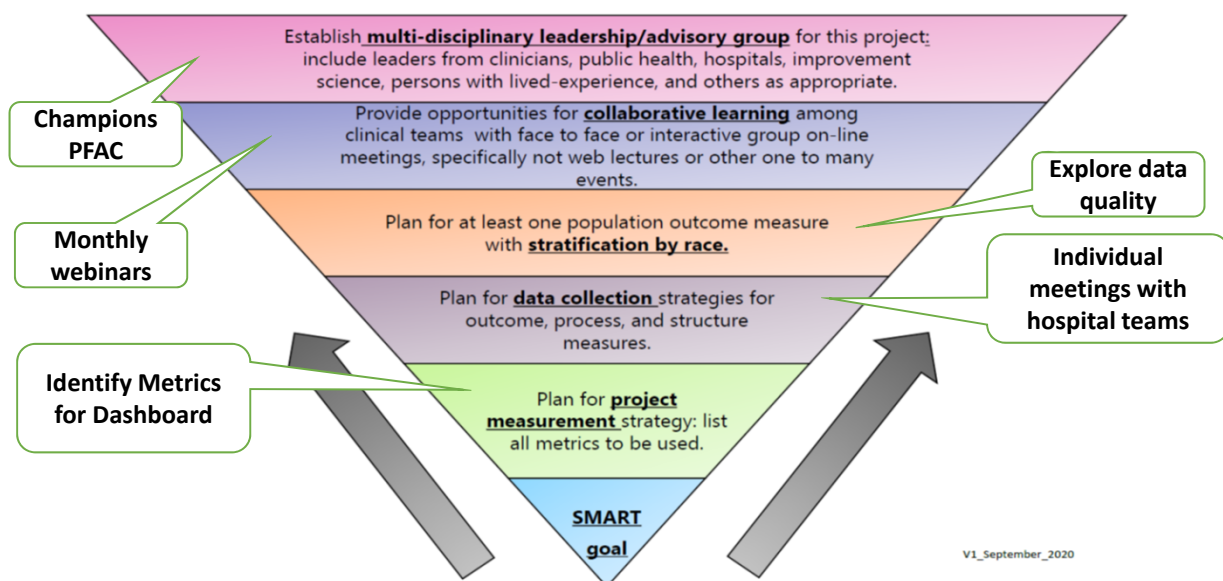 Establish multi-disciplinary leadership/advisory group for this project:
include leaders from clinicians, public health, hospitals, improvement
science, persons with lived-experience, and others as appropriate.
Champions
PFAC
Provide opportunities for collaborative learning among
clinical teams with face to face or interactive group on-line
meetings, specifically not web lectures or other one to many
events.
Explore data
quality
Monthly
webinars
Plan for at least one population outcome measure
with stratification by race.
Individual
meetings with
hospital teams
Plan for data collection strategies for
outcome, process, and structure
measures.
Identify Metrics
for Dashboard
Plan for project
measurement strategy: list
all metrics to be used.
SMART
goal
V1_September_2020